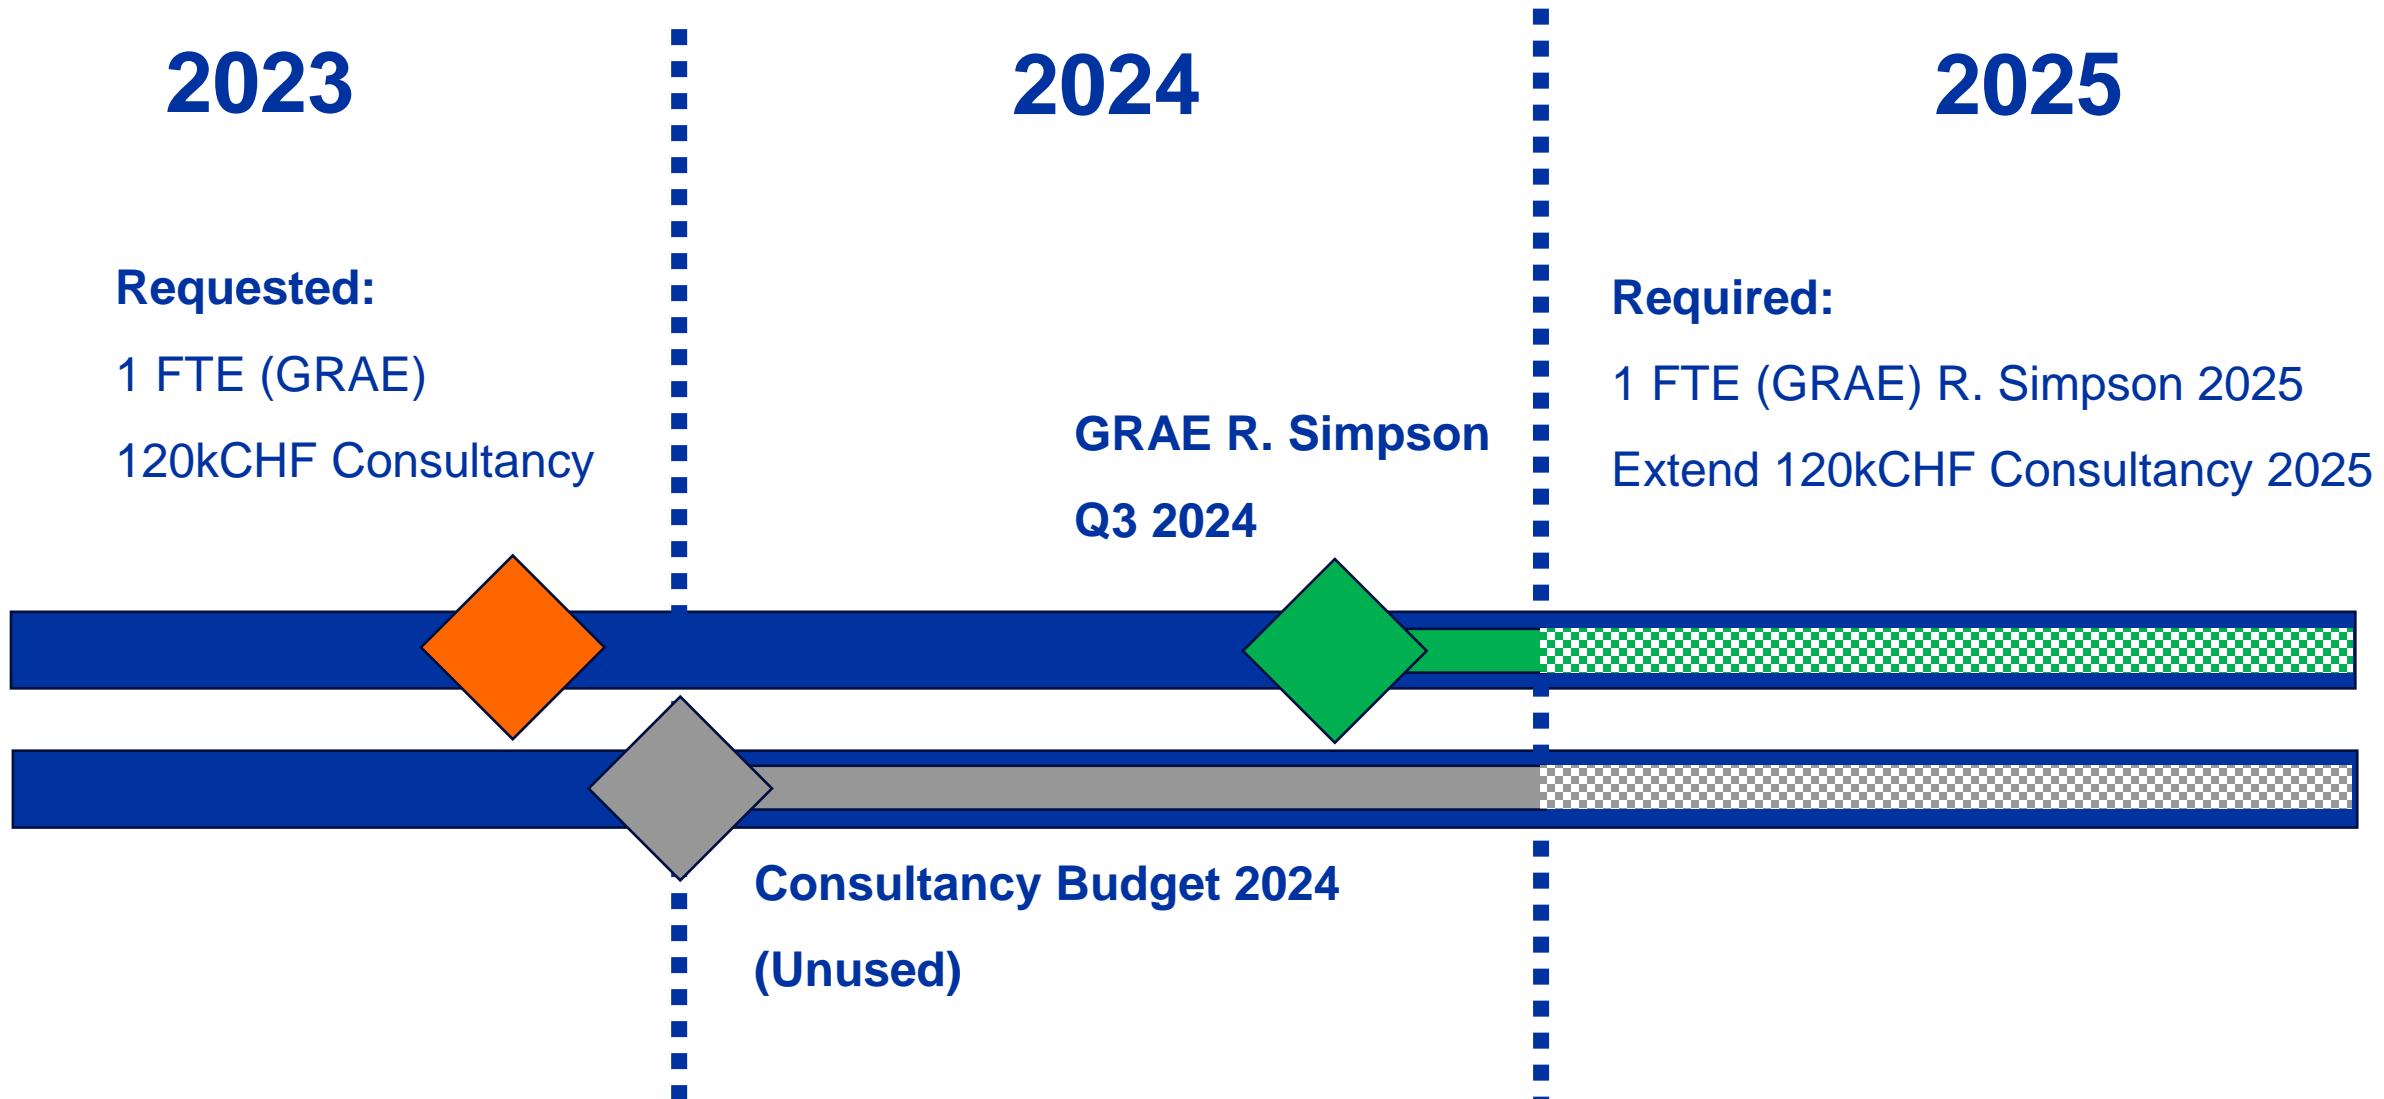 2023
2024
2025
Requested:
1 FTE (GRAE)
120kCHF Consultancy
GRAE R. Simpson
Q3 2024
Required:
1 FTE (GRAE) R. Simpson 2025
Extend 120kCHF Consultancy 2025
Consultancy Budget 2024
(Unused)